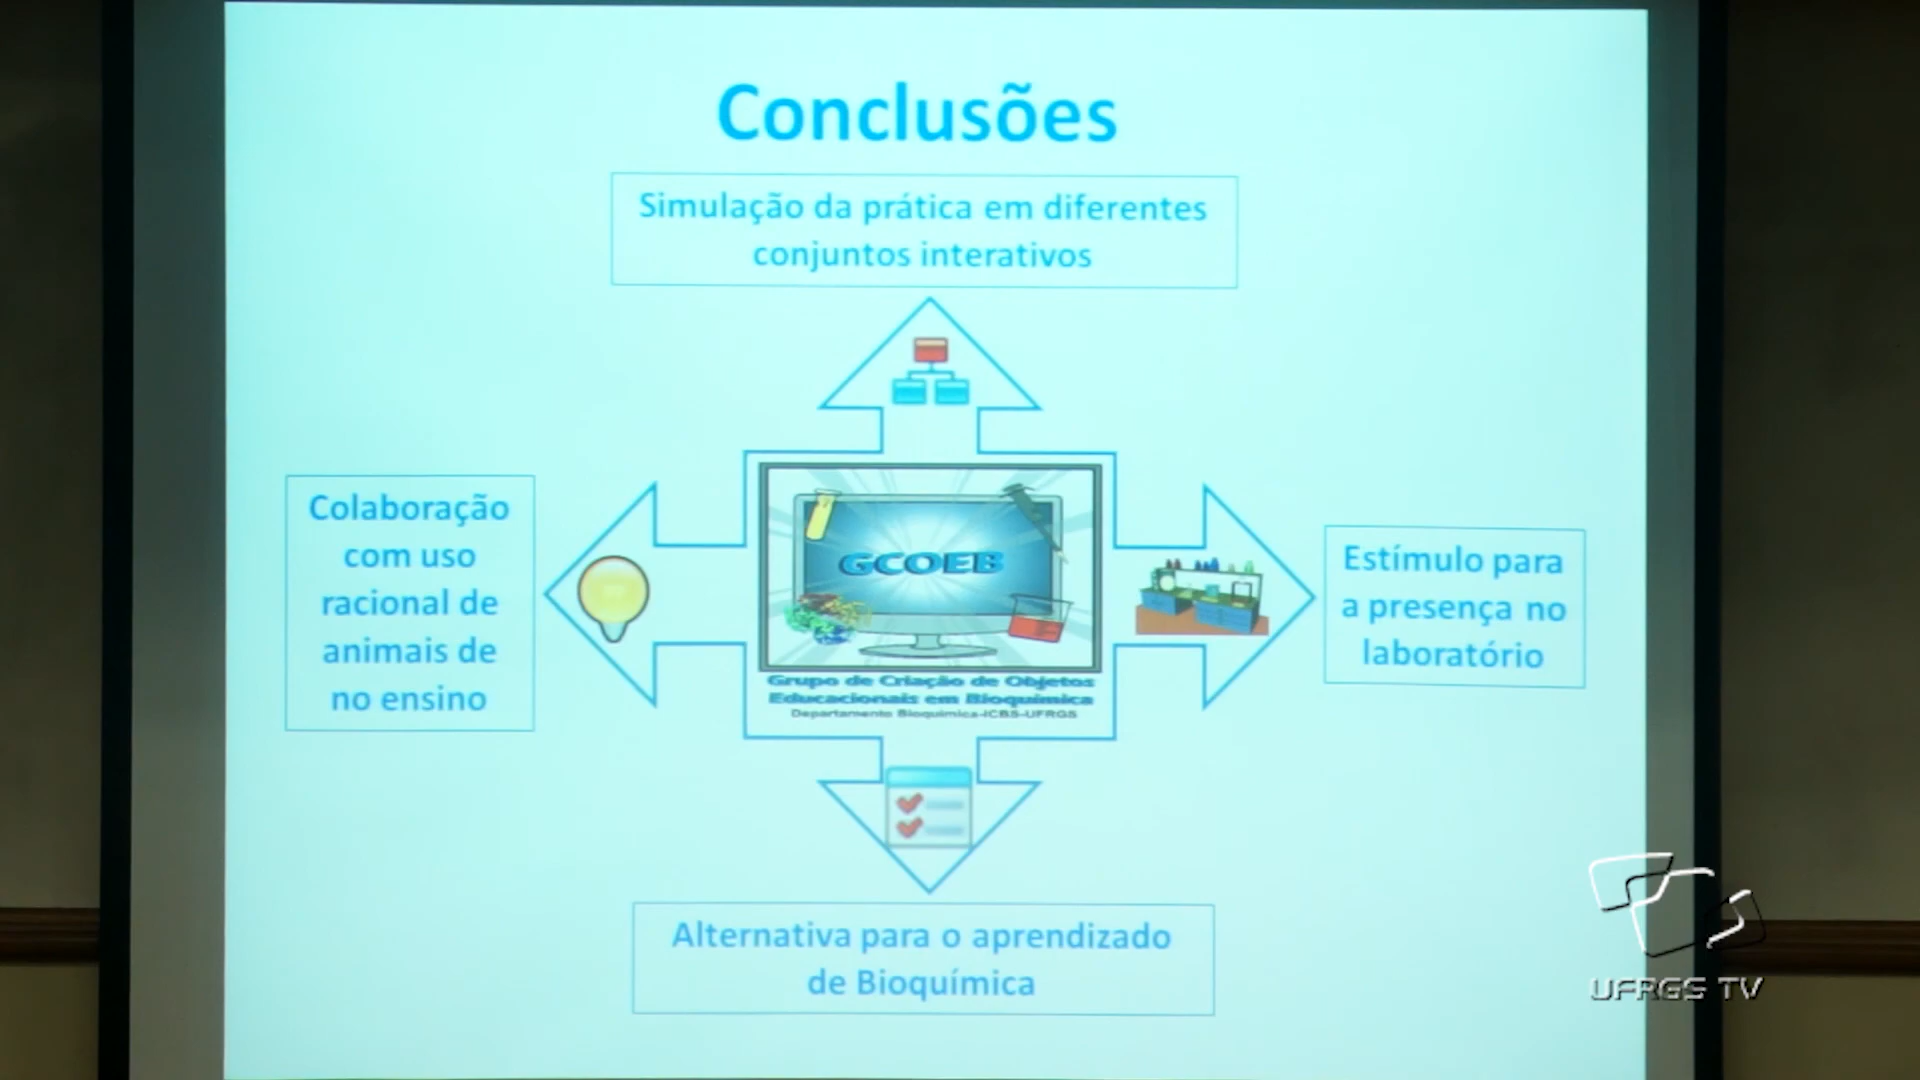 Conclusões
Simulação da prática em diferentes
conjuntos interativos
Colaboração
com uso
racional de
animais de
no ensino
GCOEB
Grupo de Criação de Objetos
Educacionais em Bioquímica
Departamento Bioquímica-ICBS-UFRGS
Estímulo para
a presença no
laboratório
Alternativa para o aprendizado
de Bioquímica
UFRGS TV